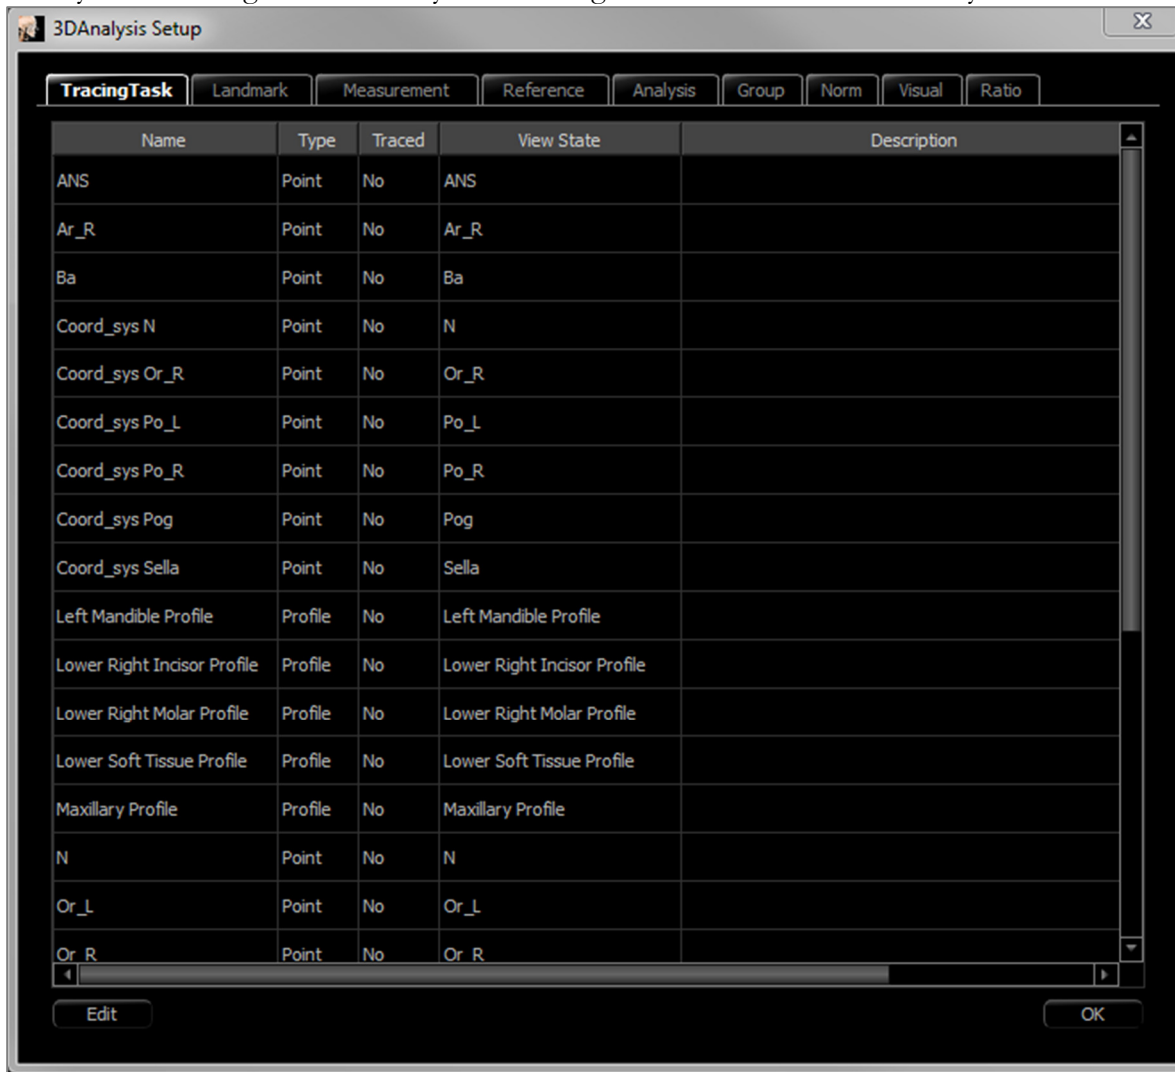 3DAnalysis Setup
TracingTask Landmark Measurement Reference Analysis Group Norm Visual Ratio
Name Type Traced View State Description
ANS Point No ANS
Ar_R Point No Ar_R
Ba Point No Ba
Coord_sys N Point No N
Coord_sys Or_R Point No Or_R
Coord_sys Po_L Point No Po_L
Coord_sys Po_R Point No Po_R
Coord_sys Pog Point No Pog
Coord_sys Sella Point No Sella
Left Mandible Profile Profile No Left Mandible Profile
Lower Right Incisor Profile Profile No Lower Right Incisor Profile
Lower Right Molar Profile Profile No Lower Right Molar Profile
Lower Soft Tissue Profile Profile No Lower Soft Tissue Profile
Maxillary Profile Profile No Maxillary Profile
N Point No N
Or_L Point No Or_L
Or_R Point No Or_R
Edit OK